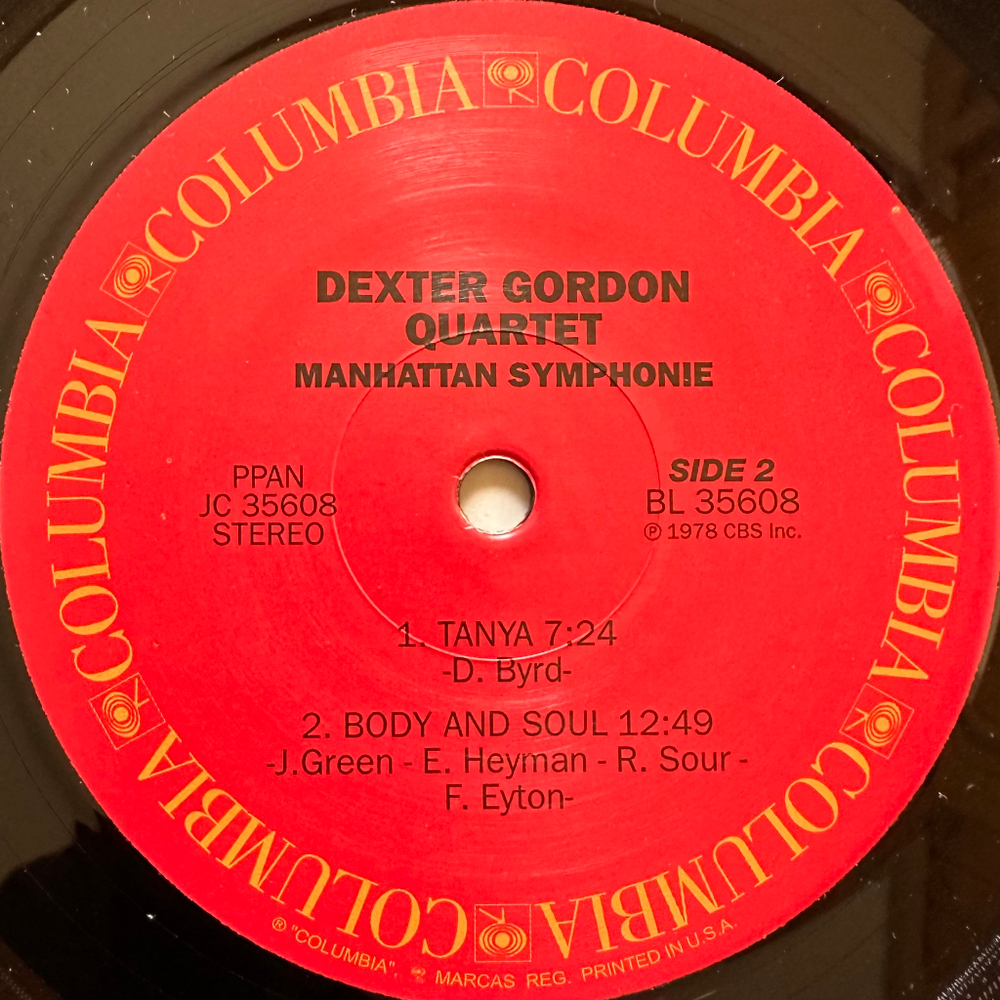 COLUMBIA COLUMBIA COLUMBIA COLUMBIA COLUMBIA COLUMBIA
DEXTER GORDON
QUARTET
MANHATTAN SYMPHONIE
PPAN
JC 35608
STEREO
SIDE 2
BL 35608
℗ 1978 CBS Inc.
1. TANYA 7:24
-D. Byrd-
2. BODY AND SOUL 12:49
-J.Green - E. Heyman - R. Sour -
F. Eyton-
® "COLUMBIA", MARCAS REG. PRINTED IN U.S.A.